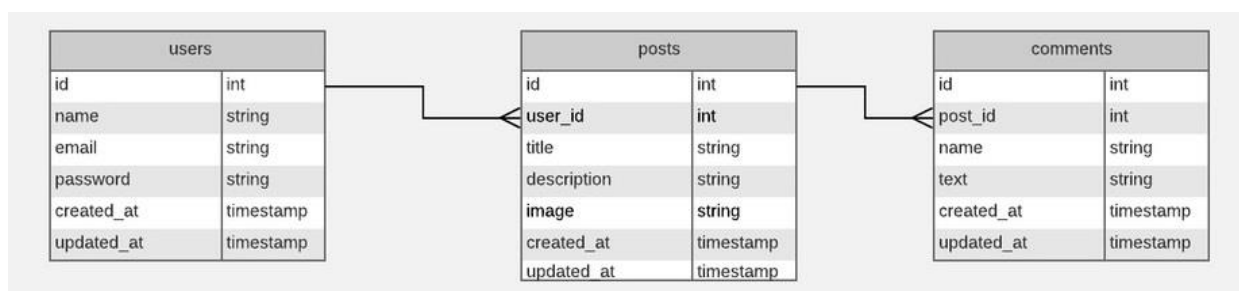 users
id int
name string
email string
password string
created_at timestamp
updated_at timestamp
posts
id int
user_id int
title string
description string
image string
created_at timestamp
updated_at timestamp
comments
id int
post_id int
name string
text string
created_at timestamp
updated_at timestamp